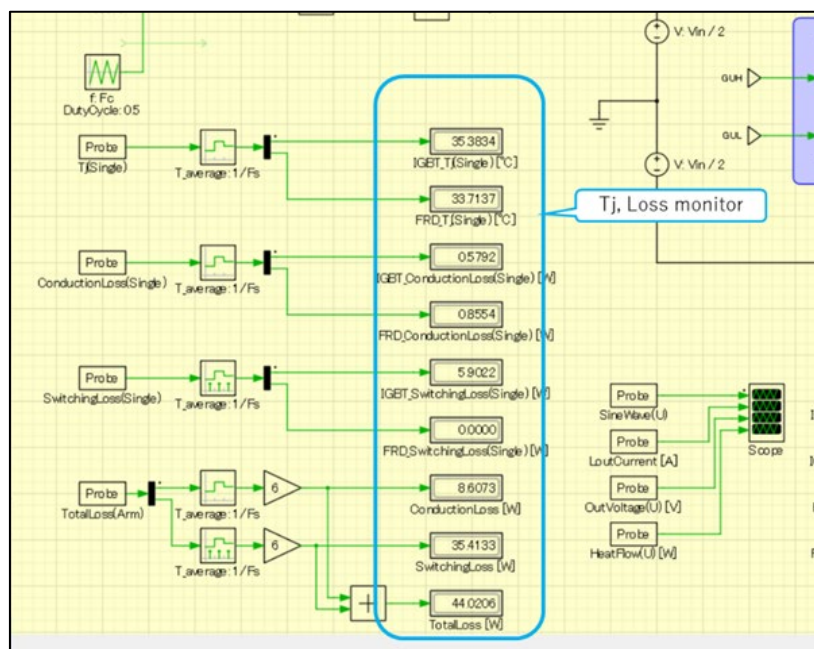 V: Vin / 2
f: Fc
DutyCycle: 0.5
GUH
GUL
Probe
Tj(Single)
T_average: 1/Fs
35.3834
IGBT_Tj(Single) [°C]
33.7137
FRD_Tj(Single) [°C]
V: Vin / 2
Tj, Loss monitor
Probe
ConductionLoss(Single)
T_average: 1/Fs
0.5792
IGBT_ConductionLoss(Single) [W]
0.8554
FRD_ConductionLoss(Single) [W]
Probe
SwitchingLoss(Single)
T_average: 1/Fs
5.9022
IGBT_SwitchingLoss(Single) [W]
0.0000
FRD_SwitchingLoss(Single) [W]
Probe
TotalLoss(Arm)
T_average: 1/Fs
6
8.6073
ConductionLoss [W]
T_average: 1/Fs
6
35.4133
SwitchingLoss [W]
44.0206
TotalLoss [W]
Probe
SineWave(U)
Probe
LoutCurrent [A]
Probe
OutVoltage(U) [V]
Probe
HeatFlow(U) [W]
Scope